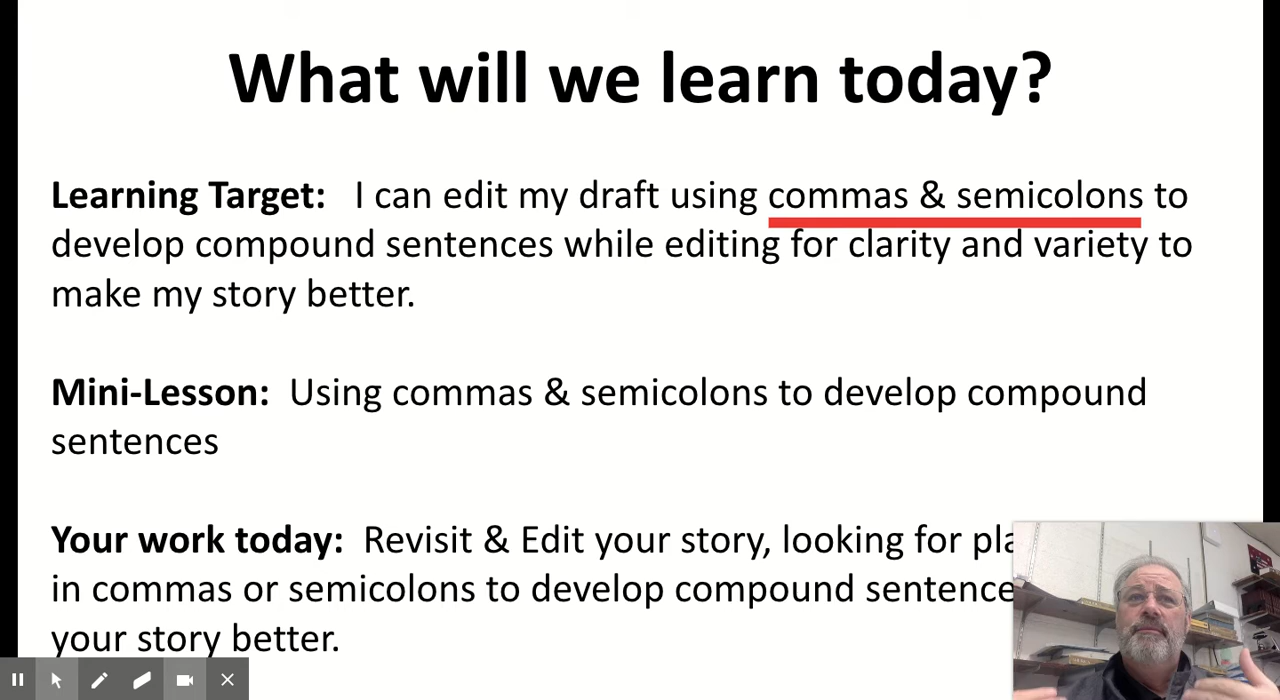 What will we learn today?
Learning Target: I can edit my draft using commas & semicolons to
develop compound sentences while editing for clarity and variety to
make my story better.
Mini-Lesson: Using commas & semicolons to develop compound
sentences
Your work today: Revisit & Edit your story, looking for
in commas or semicolons to develop compound
your story better.